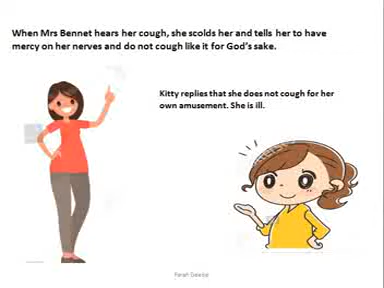 When Mrs Bennet hears her cough, she scolds her and tells her to have
mercy on her nerves and do not cough like it for God's sake.
Kitty replies that she does not cough for her
own amusement. She is ill.